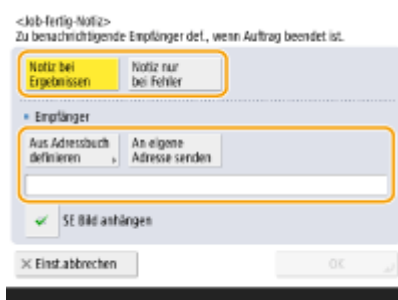 <Job-Fertig-Notiz>
Zu benachrichtigende Empfänger def., wenn Auftrag beendet ist.
Notiz bei Ergebnissen
Notiz nur bei Fehler
Empfänger
Aus Adressbuch definieren
An eigene Adresse senden
SE Bild anhängen
Einst.abbrechen
OK